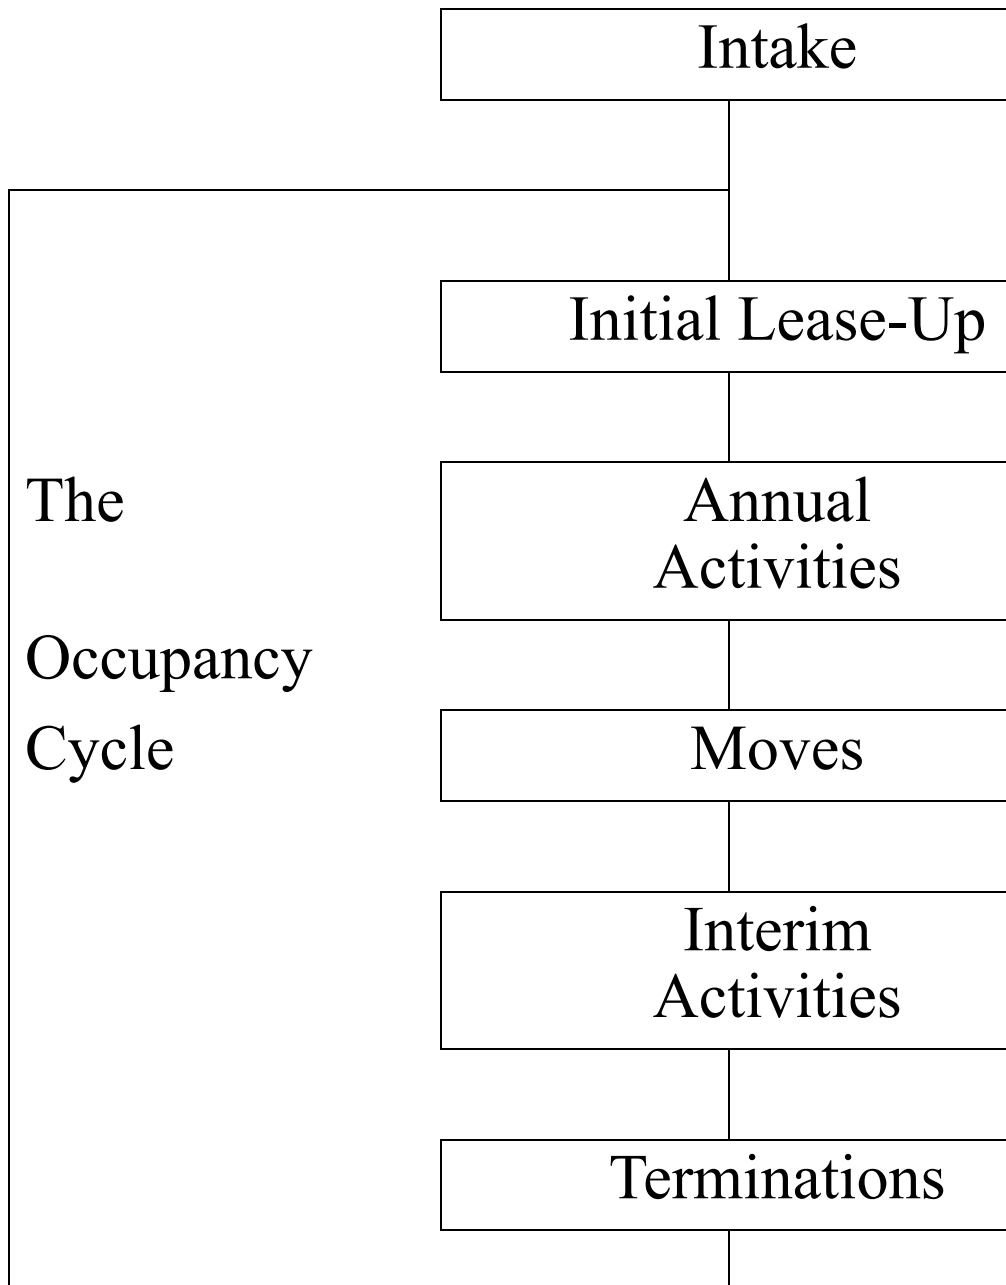 Intake
Initial Lease-Up
The
Annual
Activities
Occupancy
Cycle
Moves
Interim
Activities
Terminations